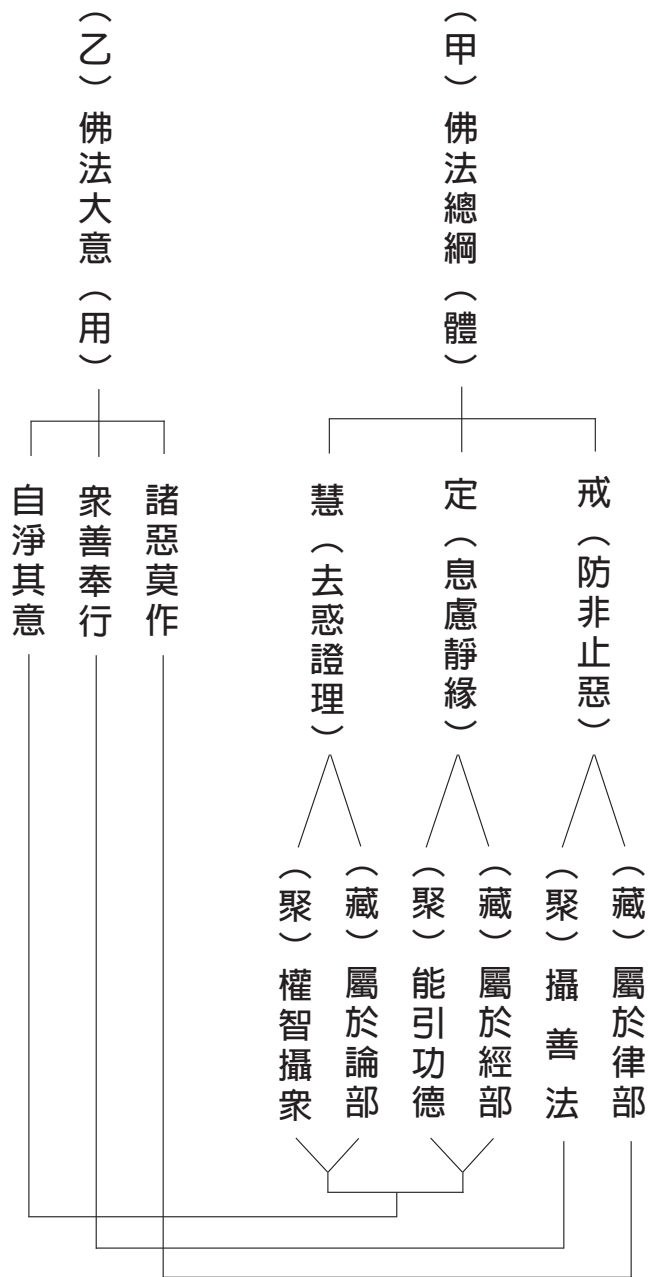 （甲）佛法總綱（體）
戒（防非止惡）
（藏）屬於律部
（聚）攝善法
定（息慮靜緣）
（藏）屬於經部
（聚）能引功德
慧（去惑證理）
（藏）屬於論部
（聚）權智攝衆
（乙）佛法大意（用）
諸惡莫作
衆善奉行
自淨其意